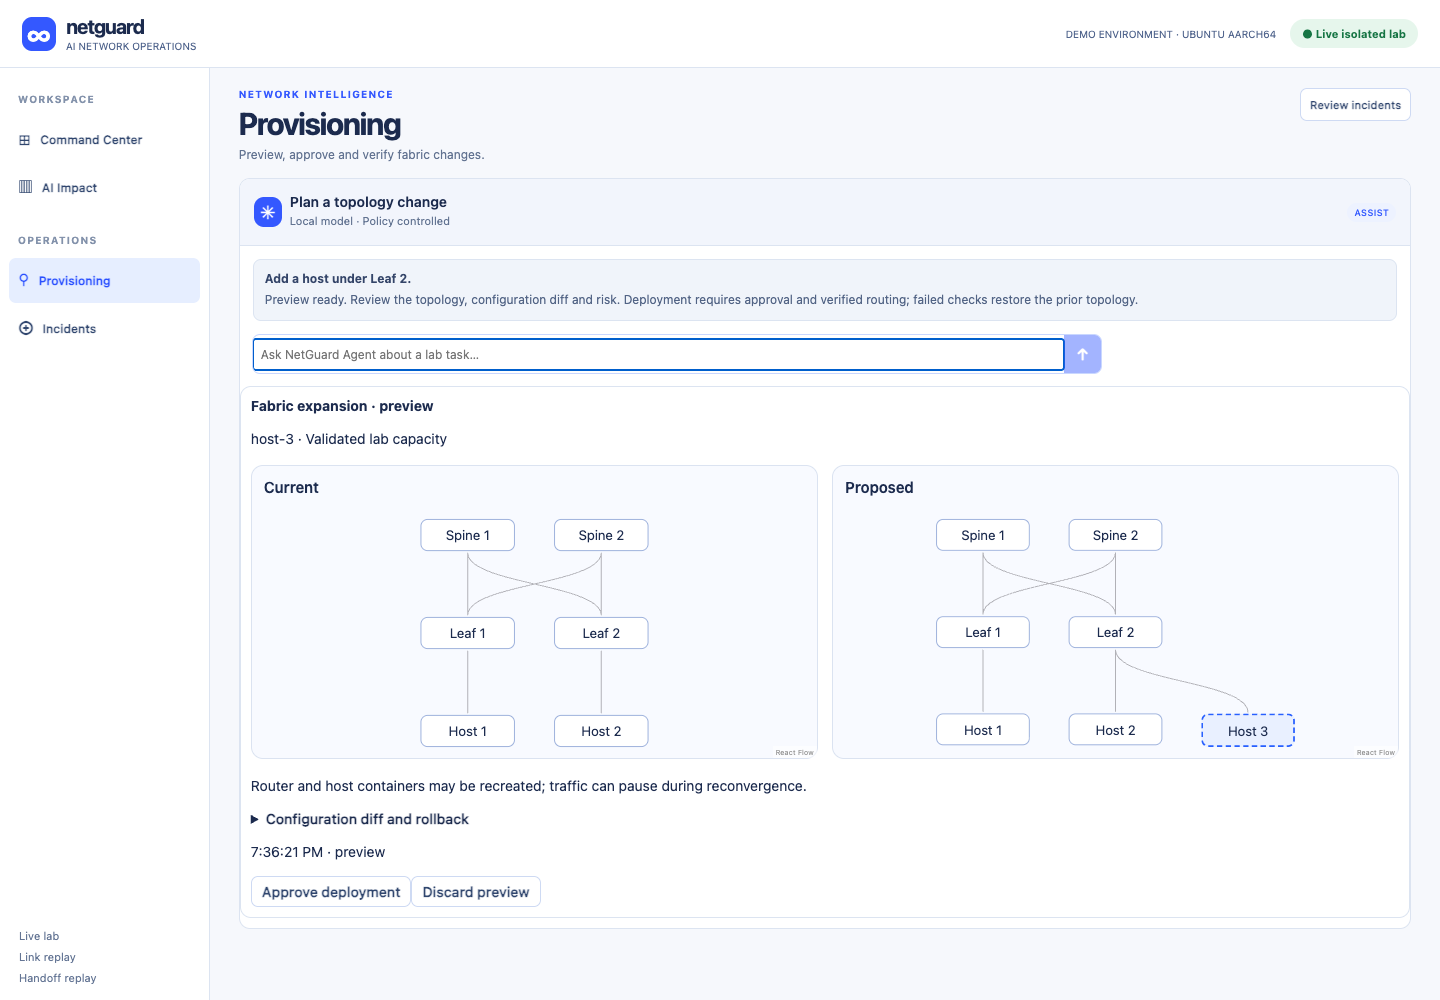 netguard
AI NETWORK OPERATIONS
DEMO ENVIRONMENT · UBUNTU AARCH64
Live isolated lab
WORKSPACE
Command Center
AI Impact
OPERATIONS
Provisioning
Incidents
Live lab
Link replay
Handoff replay
NETWORK INTELLIGENCE
Provisioning
Preview, approve and verify fabric changes.
Review incidents
Plan a topology change
Local model · Policy controlled
ASSIST
Add a host under Leaf 2.
Preview ready. Review the topology, configuration diff and risk. Deployment requires approval and verified routing; failed checks restore the prior topology.
Ask NetGuard Agent about a lab task...
Fabric expansion · preview
host-3 · Validated lab capacity
Current
Spine 1
Spine 2
Leaf 1
Leaf 2
Host 1
Host 2
React Flow
Proposed
Spine 1
Spine 2
Leaf 1
Leaf 2
Host 1
Host 2
Host 3
React Flow
Router and host containers may be recreated; traffic can pause during reconvergence.
Configuration diff and rollback
7:36:21 PM · preview
Approve deployment
Discard preview